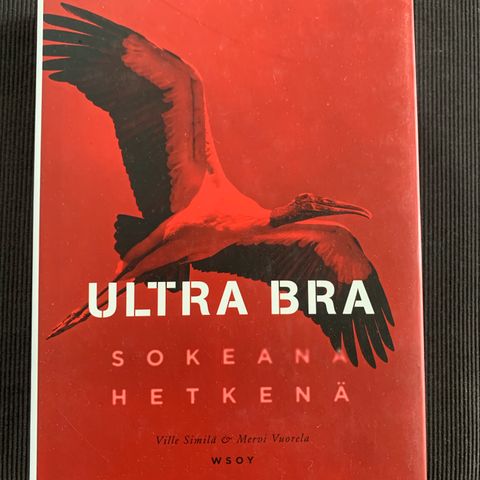 ULTRA BRA
SOKEANA
HETKENÄ
Ville Similä & Mervi Vuorela
WSOY